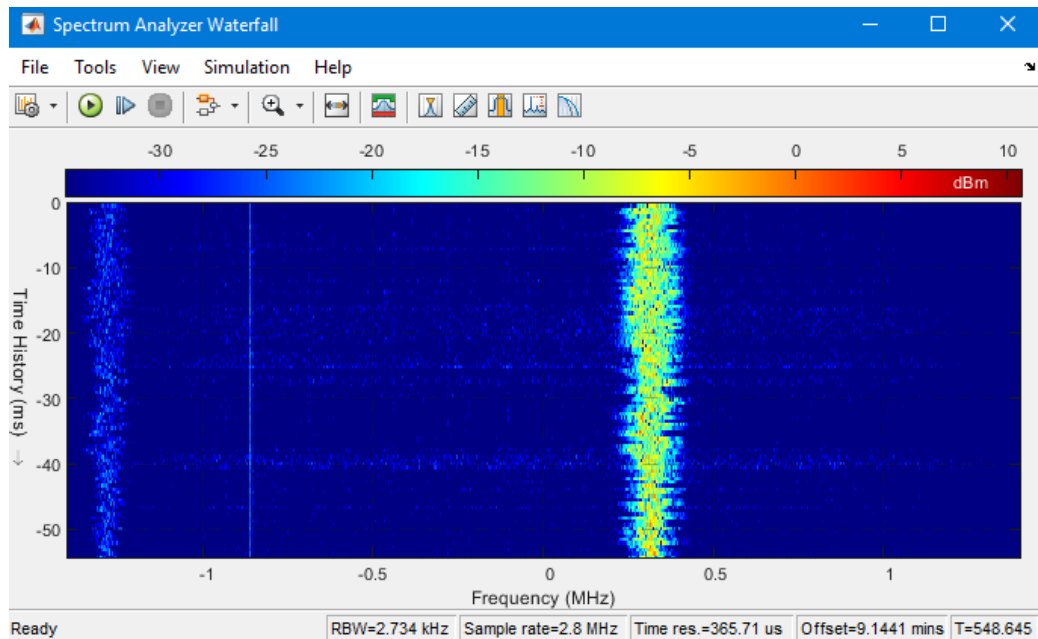 Spectrum Analyzer Waterfall
File Tools View Simulation Help
-30 -25 -20 -15 -10 -5 0 5 10
dBm
0
-10
-20
-30
-40
-50
Time History (ms) →
-1 -0.5 0 0.5 1
Frequency (MHz)
Ready RBW=2.734 kHz Sample rate=2.8 MHz Time res.=365.71 us Offset=9.1441 mins T=548.645